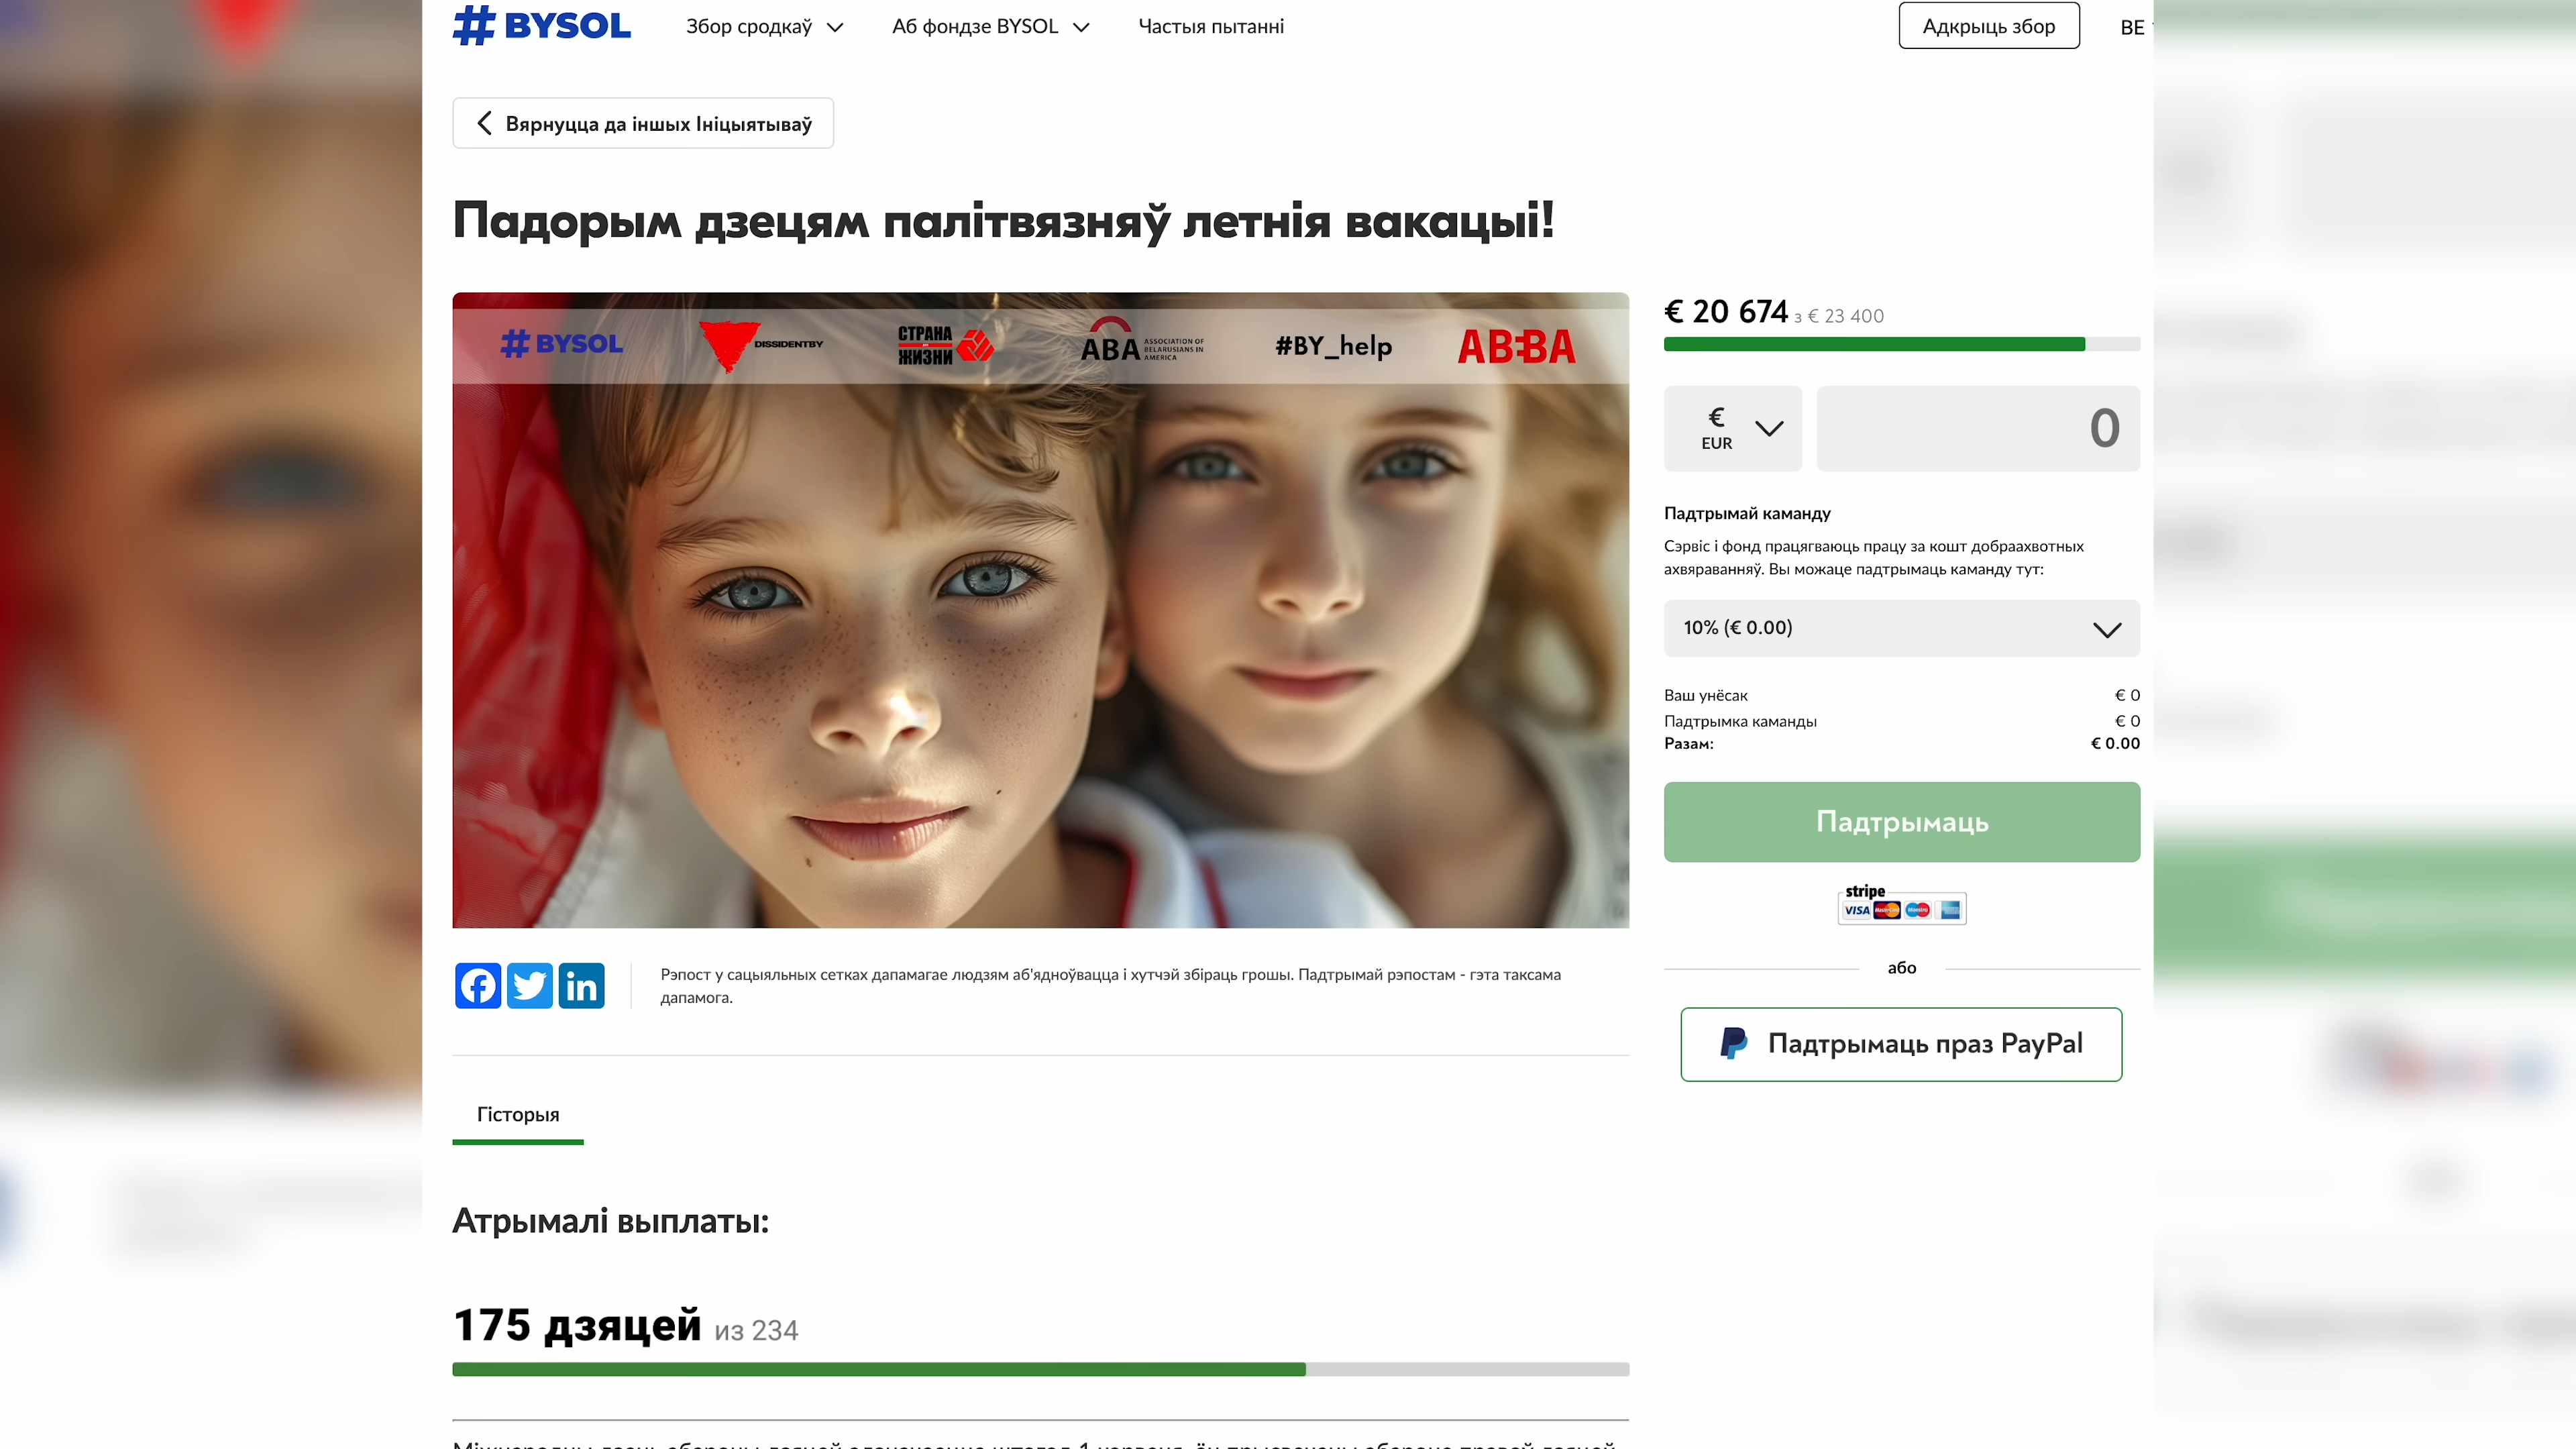 #BYSOL
Збор сродкаў
Аб фондзе BYSOL
Частыя пытанні
Адкрыць збор
BE
Вярнуцца да іншых Ініцыятываў
Падорым дзецям палітвязняў летнія вакацыі!
#BYSOL
DISSIDENTBY
СТРАНА
ЖИЗНИ
ABA
ASSOCIATION OF
BELARUSIANS IN
AMERICA
#BY_help
ABBA
€ 20 674 з € 23 400
€
EUR
0
Падтрымай каманду
Сэрвіс і фонд працягваюць працу за кошт добраахвотных
ахвяраванняў. Вы можаце падтрымаць каманду тут:
10% (€ 0.00)
Ваш унёсак € 0
Падтрымка каманды € 0
Разам: € 0.00
Падтрымаць
stripe
VISA
MasterCard
Maestro
або
Падтрымаць праз PayPal
in
Рэпост у сацыяльных сетках дапамагае людзям аб'ядноўвацца і хутчэй збіраць грошы. Падтрымай рэпостам - гэта таксама
дапамога.
Гісторыя
Атрымалі выплаты:
175 дзяцей из 234